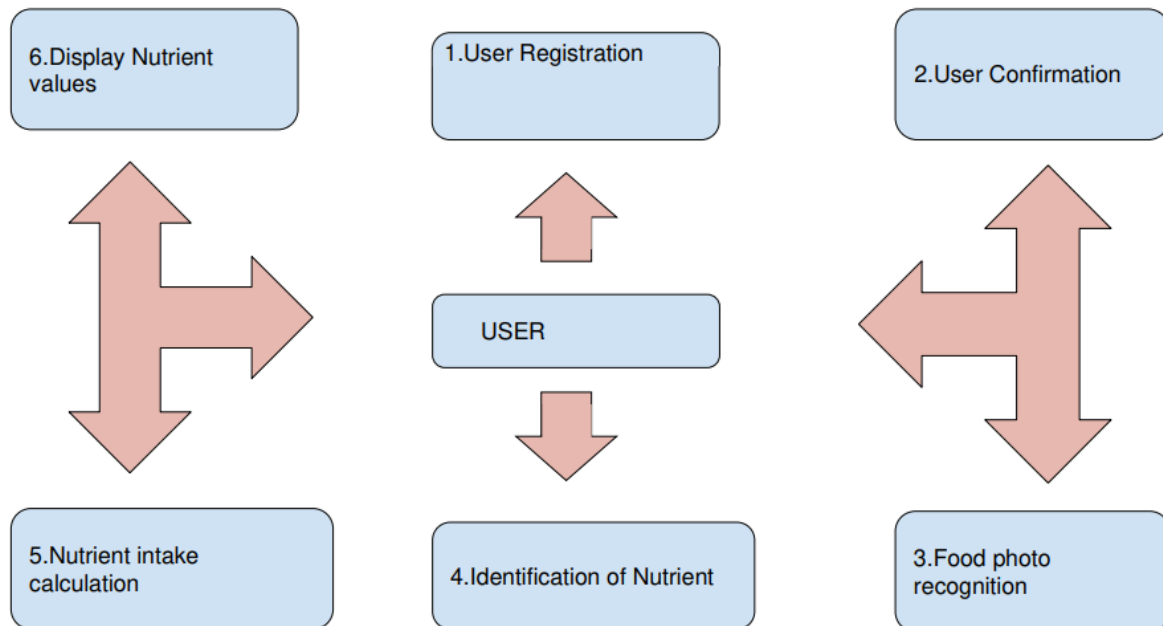 6.Display Nutrient
values
1.User Registration
2.User Confirmation
USER
5.Nutrient intake
calculation
4.Identification of Nutrient
3.Food photo
recognition